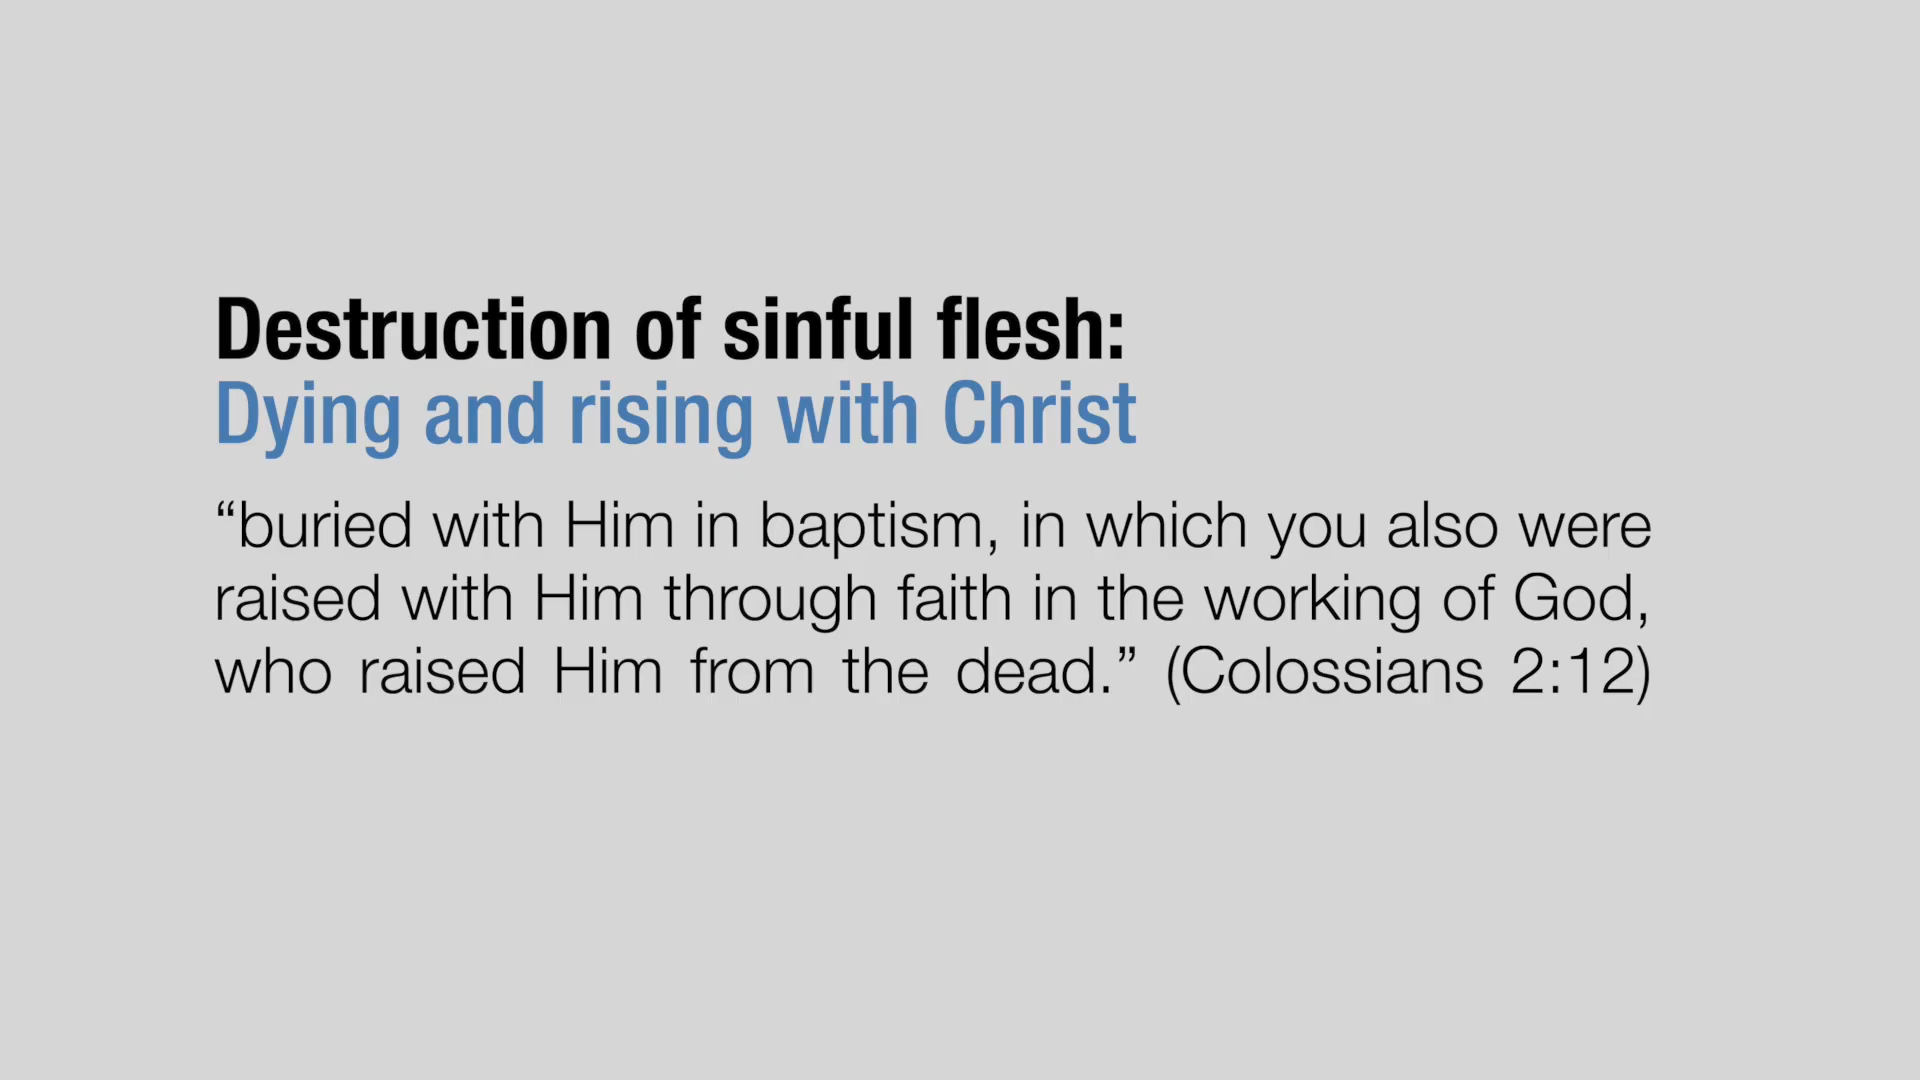 Destruction of sinful flesh:
Dying and rising with Christ
“buried with Him in baptism, in which you also were
raised with Him through faith in the working of God,
who raised Him from the dead.” (Colossians 2:12)